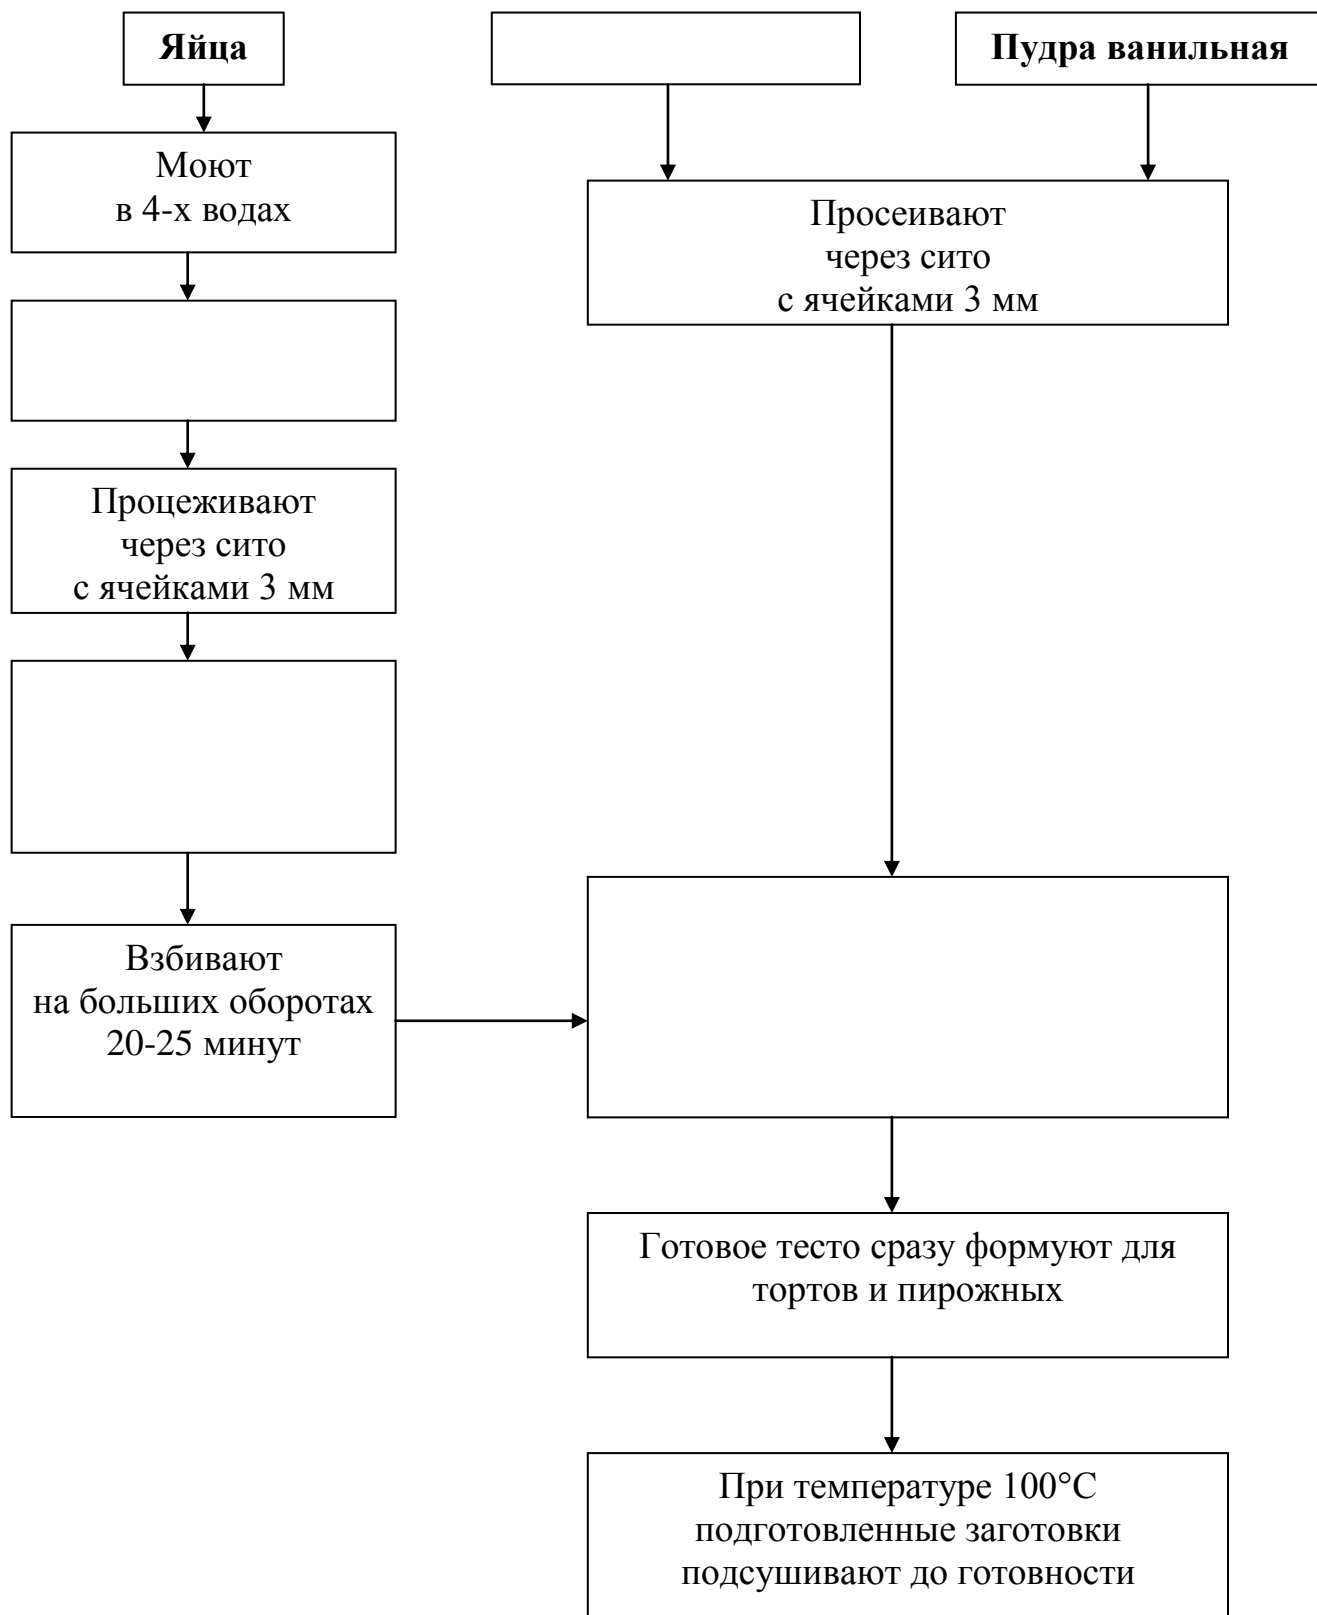 Яйца
Пудра ванильная
Моют
в 4-х водах
Просеивают
через сито
с ячейками 3 мм
Процеживают
через сито
с ячейками 3 мм
Взбивают
на больших оборотах
20-25 минут
Готовое тесто сразу формуют для
тортов и пирожных
При температуре 100°С
подготовленные заготовки
подсушивают до готовности